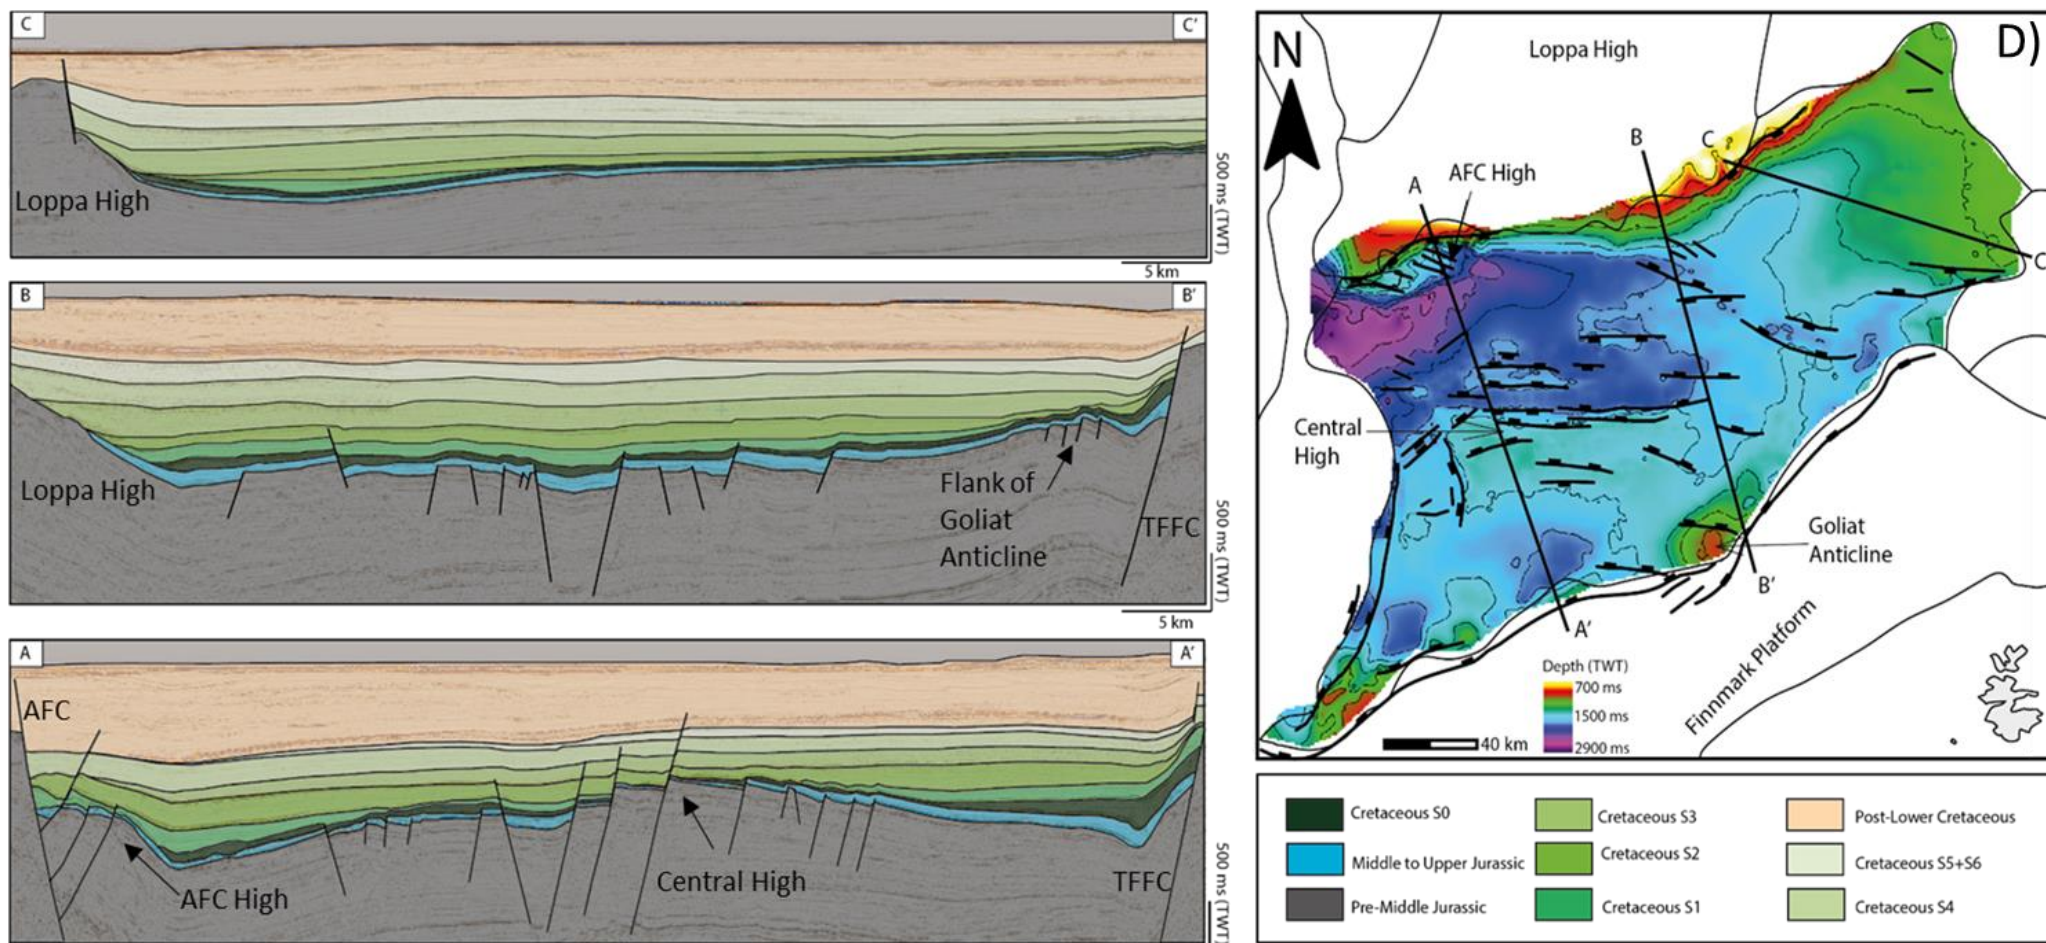 C
C'
Loppa High
500 ms (TWT)
5 km
B
B'
Loppa High
Flank of
Goliat
Anticline
TFFC
500 ms (TWT)
5 km
A
A'
AFC
AFC High
Central High
TFFC
500 ms (TWT)
D)
N
Loppa High
AFC High
A
B
C
C
Central
High
Goliat
Anticline
B'
A'
Finnmark Platform
Depth (TWT)
700 ms
1500 ms
2900 ms
40 km
Cretaceous S0
Cretaceous S3
Post-Lower Cretaceous
Middle to Upper Jurassic
Cretaceous S2
Cretaceous S5+S6
Pre-Middle Jurassic
Cretaceous S1
Cretaceous S4